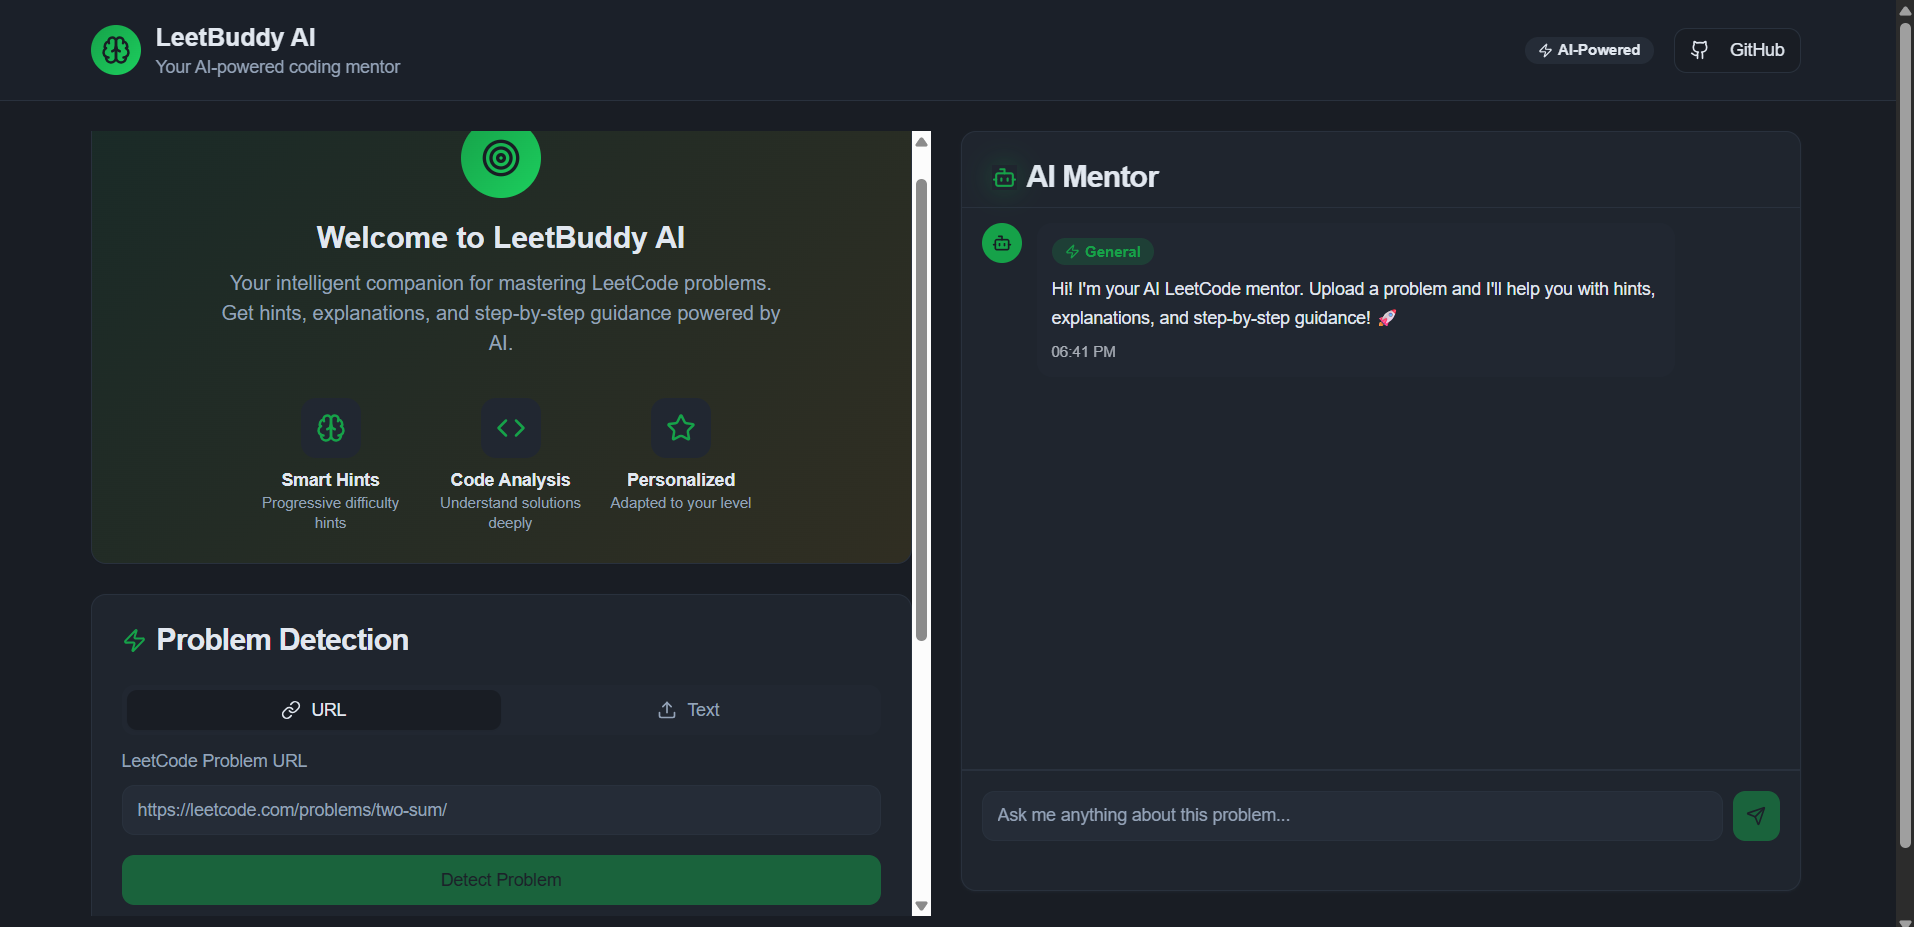 LeetBuddy AI
Your AI-powered coding mentor
AI-Powered
GitHub
Welcome to LeetBuddy AI
Your intelligent companion for mastering LeetCode problems.
Get hints, explanations, and step-by-step guidance powered by
AI.
Smart Hints
Progressive difficulty
hints
Code Analysis
Understand solutions
deeply
Personalized
Adapted to your level
Problem Detection
URL
Text
LeetCode Problem URL
https://leetcode.com/problems/two-sum/
Detect Problem
AI Mentor
General
Hi! I'm your AI LeetCode mentor. Upload a problem and I'll help you with hints,
explanations, and step-by-step guidance! 🚀
06:41 PM
Ask me anything about this problem...